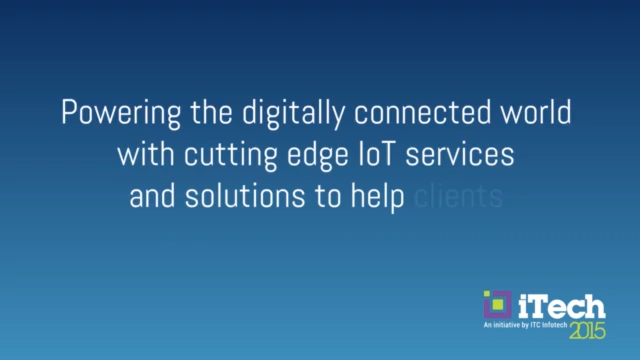 Powering the digitally connected world
with cutting edge IoT services
and solutions to help clients
iTech
An initiative by ITC Infotech
2015